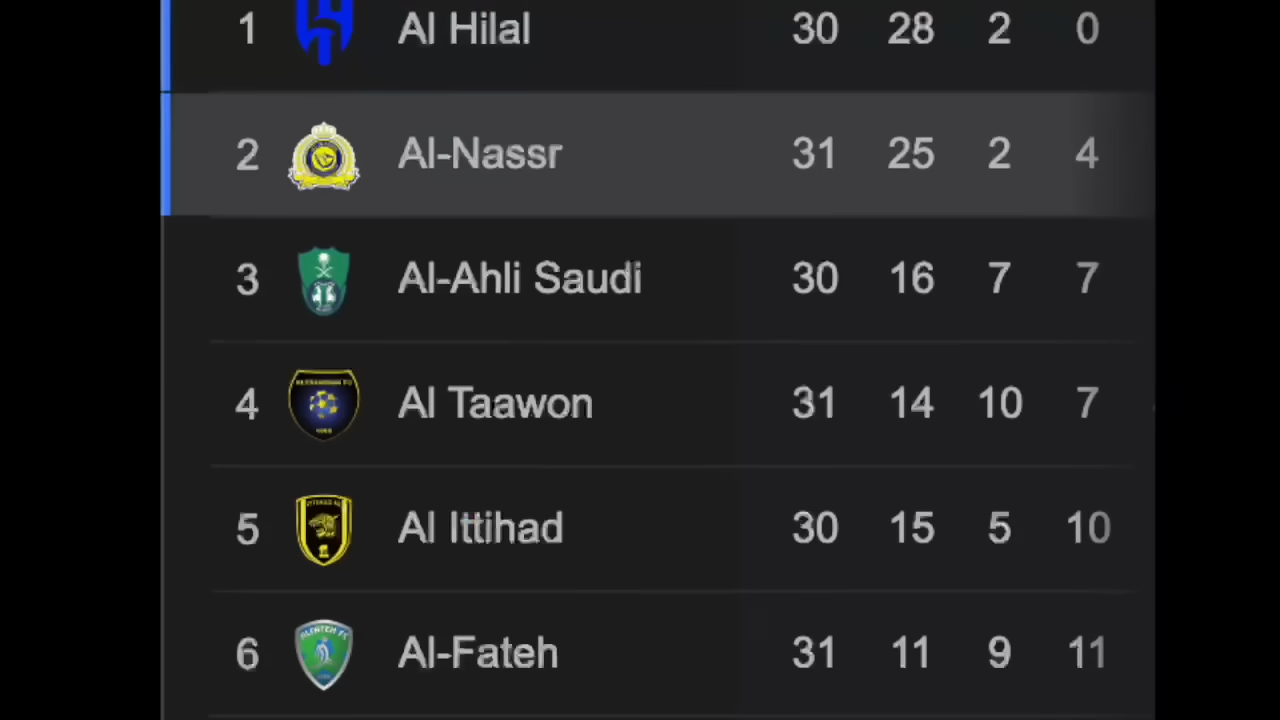 1 Al Hilal 30 28 2 0
2 Al-Nassr 31 25 2 4
3 Al-Ahli Saudi 30 16 7 7
4 Al Taawon 31 14 10 7
5 Al Ittihad 30 15 5 10
6 Al-Fateh 31 11 9 11